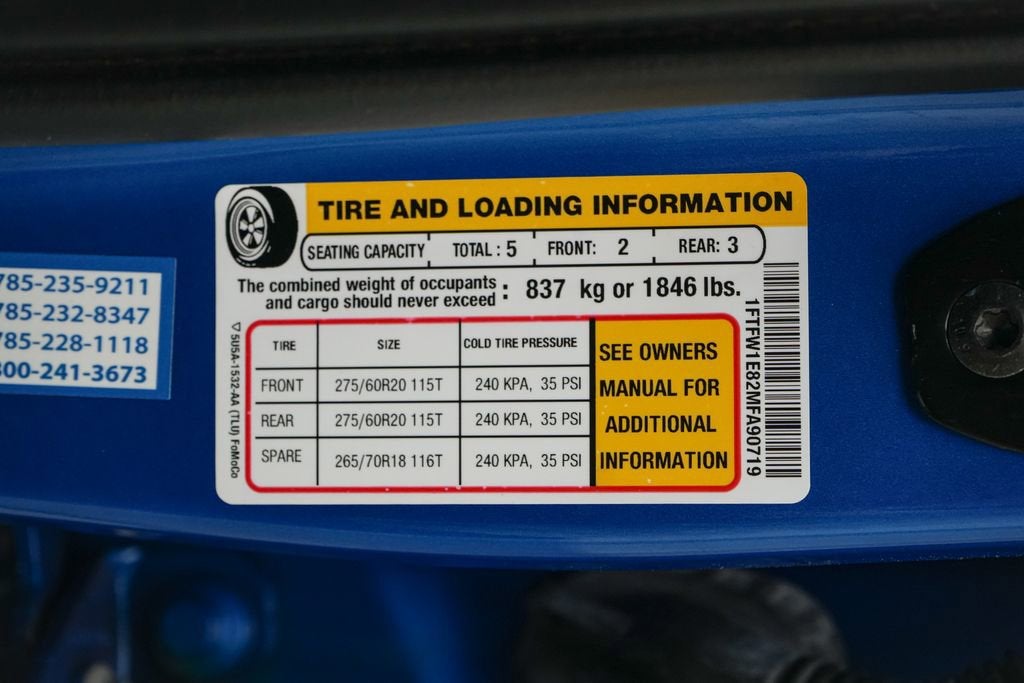 TIRE AND LOADING INFORMATION
SEATING CAPACITY TOTAL : 5 FRONT: 2 REAR: 3
The combined weight of occupants
and cargo should never exceed : 837 kg or 1846 lbs.
TIRE SIZE COLD TIRE PRESSURE
FRONT 275/60R20 115T 240 KPA, 35 PSI
REAR 275/60R20 115T 240 KPA, 35 PSI
SPARE 265/70R18 116T 240 KPA, 35 PSI
SEE OWNERS
MANUAL FOR
ADDITIONAL
INFORMATION
1FTFW1E82MFA90719
5U5A-1532-AA (TLU) FoMoCo
785-235-9211
785-232-8347
785-228-1118
800-241-3673